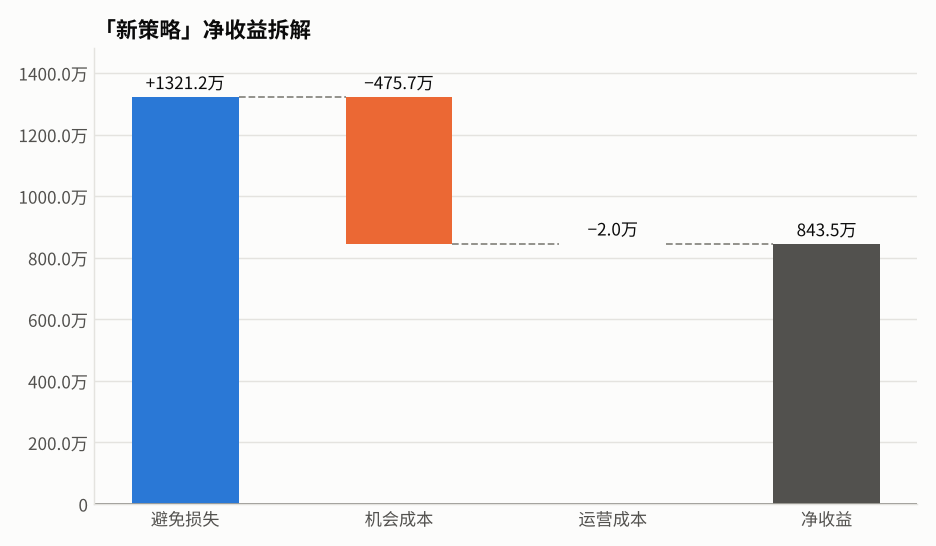 「新策略」净收益拆解
1400.0万
1200.0万
1000.0万
800.0万
600.0万
400.0万
200.0万
0
+1321.2万
−475.7万
−2.0万
843.5万
避免损失
机会成本
运营成本
净收益